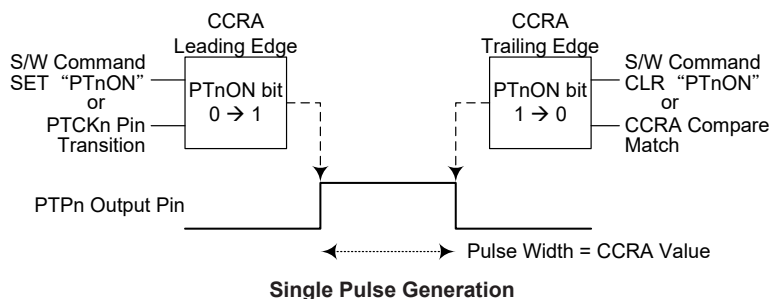 CCRA
Leading Edge
S/W Command
SET “PTnON”
or
PTCKn Pin
Transition
PTnON bit
0 → 1
CCRA
Trailing Edge
PTnON bit
1 → 0
S/W Command
CLR “PTnON”
or
CCRA Compare
Match
PTPn Output Pin
Pulse Width = CCRA Value
Single Pulse Generation